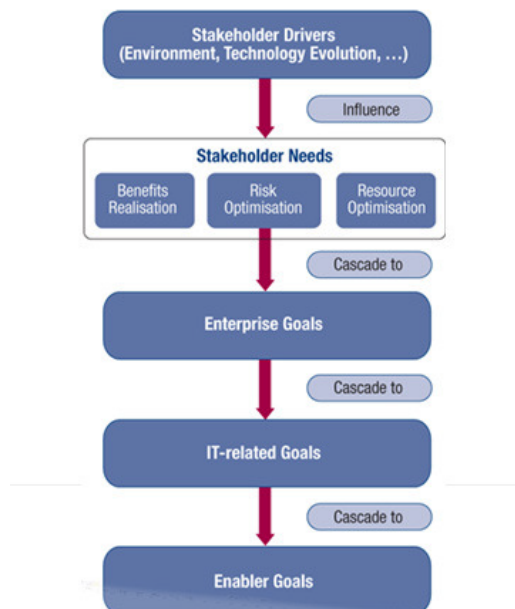 Stakeholder Drivers
(Environment, Technology Evolution, …)
Influence
Stakeholder Needs
Benefits
Realisation
Risk
Optimisation
Resource
Optimisation
Cascade to
Enterprise Goals
Cascade to
IT-related Goals
Cascade to
Enabler Goals